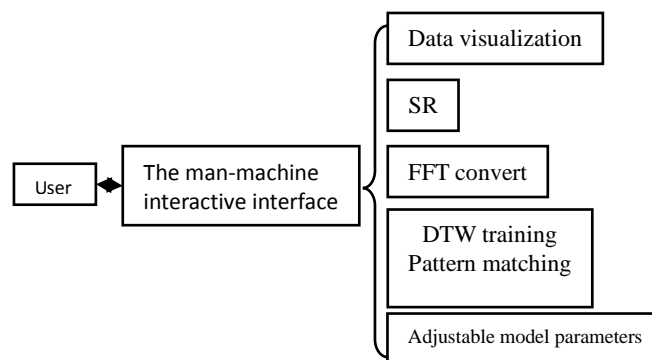 Data visualization
SR
User
The man-machine
interactive interface
FFT convert
DTW training
Pattern matching
Adjustable model parameters